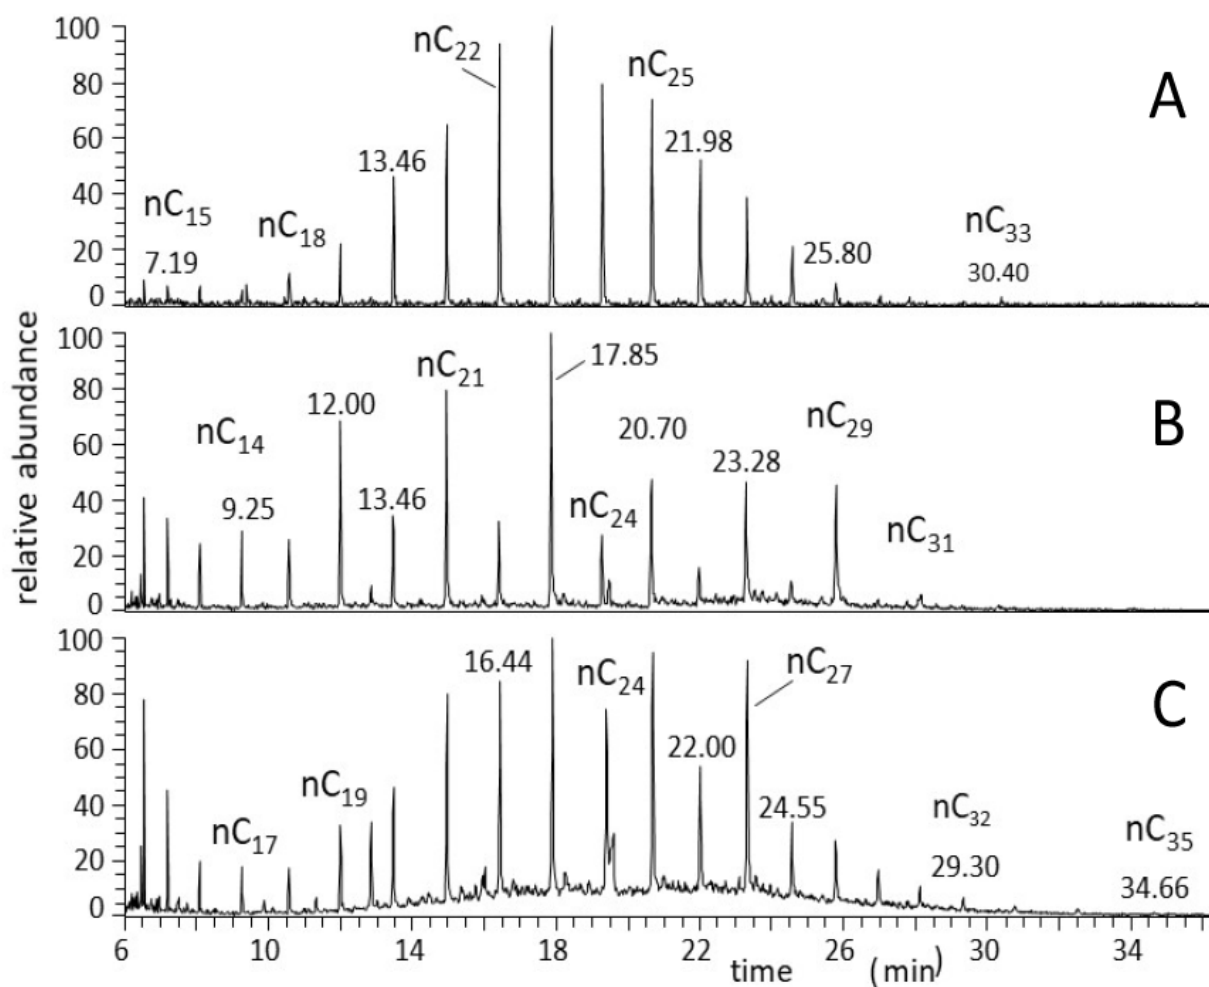 relative abundance
100
80
60
40
20
0
nC15
7.19
nC18
13.46
nC22
nC25
21.98
25.80
nC33
30.40
A
100
80
60
40
20
0
nC14
9.25
12.00
13.46
nC21
17.85
nC24
20.70
23.28
nC29
nC31
B
100
80
60
40
20
0
nC17
nC19
16.44
nC24
22.00
nC27
24.55
nC32
29.30
nC35
34.66
C
6 10 14 18 22 26 30 34
time (min)